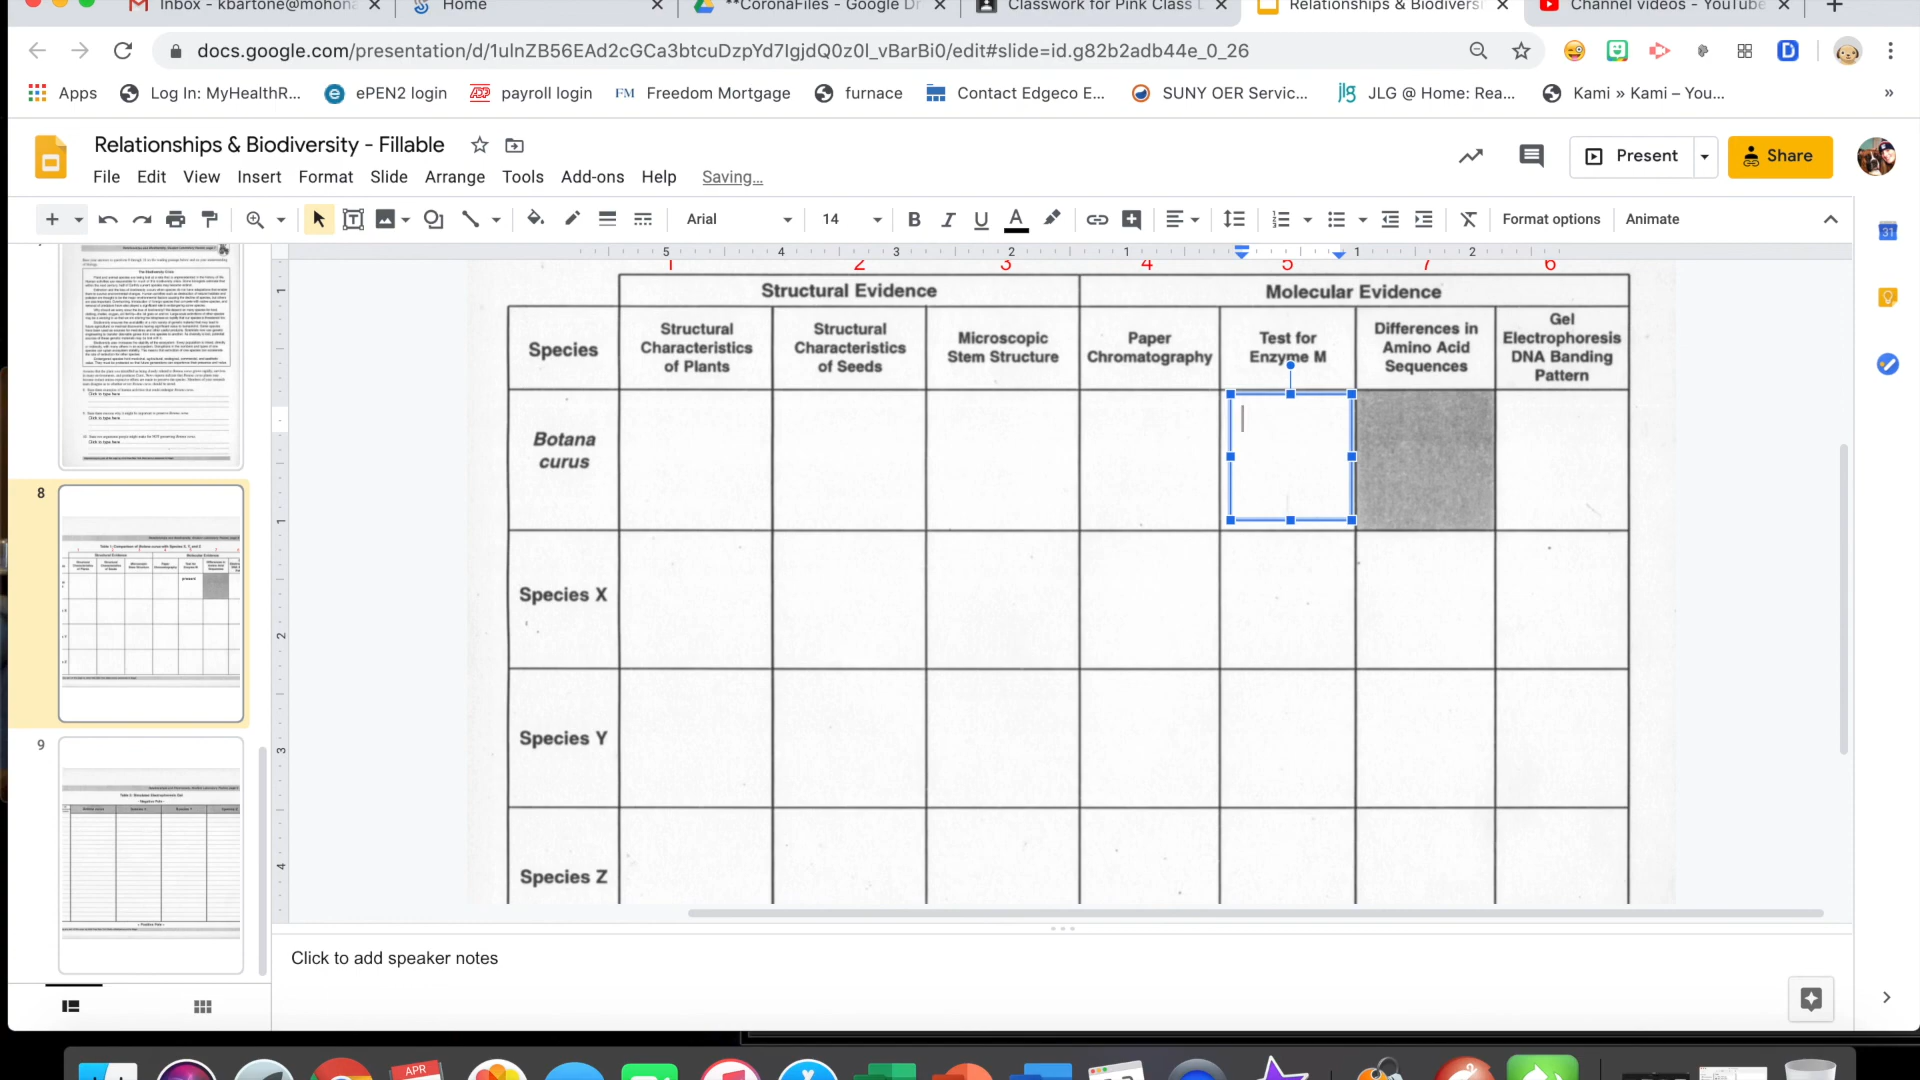 Inbox - kbartone@mohona
Home
**CoronaFiles - Google Dr
Classwork for Pink Class
Relationships & Biodivers
Channel videos - YouTube
docs.google.com/presentation/d/1ulnZB56EAd2cGCa3btcuDzpYd7IgjdQ0z0l_vBarBi0/edit#slide=id.g82b2adb44e_0_26
Apps
Log In: MyHealthR...
ePEN2 login
payroll login
FM Freedom Mortgage
furnace
Contact Edgeco E...
SUNY OER Servic...
jlg JLG @ Home: Rea...
Kami » Kami – You...
»
Relationships & Biodiversity - Fillable
File Edit View Insert Format Slide Arrange Tools Add-ons Help Saving...
Present
Share
Arial
14
B I U A
Format options
Animate
31
1 2 3 4 5 7 6
Structural Evidence
Molecular Evidence
Species
Structural Characteristics of Plants
Structural Characteristics of Seeds
Microscopic Stem Structure
Paper Chromatography
Test for Enzyme M
Differences in Amino Acid Sequences
Gel Electrophoresis DNA Banding Pattern
Botana curus
Species X
Species Y
Species Z
8
9
present
Click to add speaker notes
APR